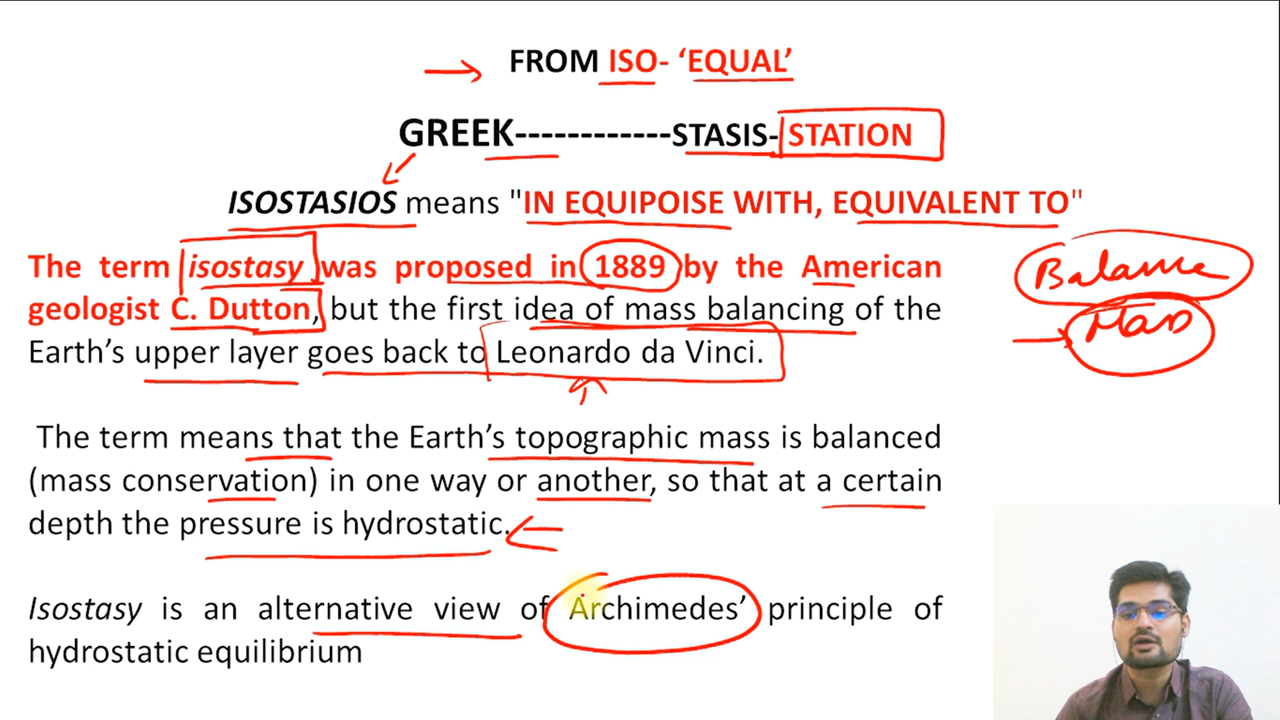 FROM ISO- ‘EQUAL’
GREEK------------STASIS-STATION
ISOSTASIOS means "IN EQUIPOISE WITH, EQUIVALENT TO"
The term isostasy was proposed in 1889 by the American
geologist C. Dutton, but the first idea of mass balancing of the
Earth’s upper layer goes back to Leonardo da Vinci.
Balance
Mass
The term means that the Earth’s topographic mass is balanced
(mass conservation) in one way or another, so that at a certain
depth the pressure is hydrostatic.
Isostasy is an alternative view of Archimedes’ principle of
hydrostatic equilibrium